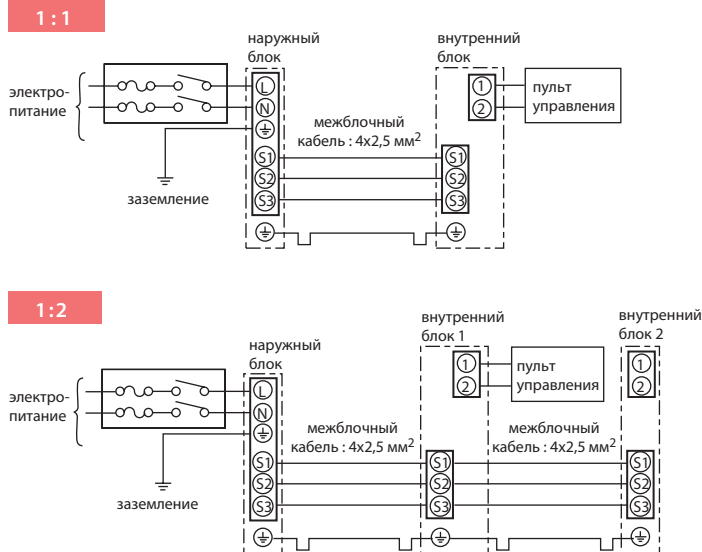 1 : 1
наружный
блок
внутренний
блок
электро-
питание
L
N
межблочный
кабель : 4x2,5 мм²
S1
S2
S3
заземление
1
2
пульт
управления
S1
S2
S3
1:2
наружный
блок
внутренний
блок 1
внутренний
блок 2
электро-
питание
L
N
межблочный
кабель : 4x2,5 мм²
S1
S2
S3
заземление
1
2
пульт
управления
S1
S2
S3
межблочный
кабель : 4x2,5 мм²
1
2
S1
S2
S3